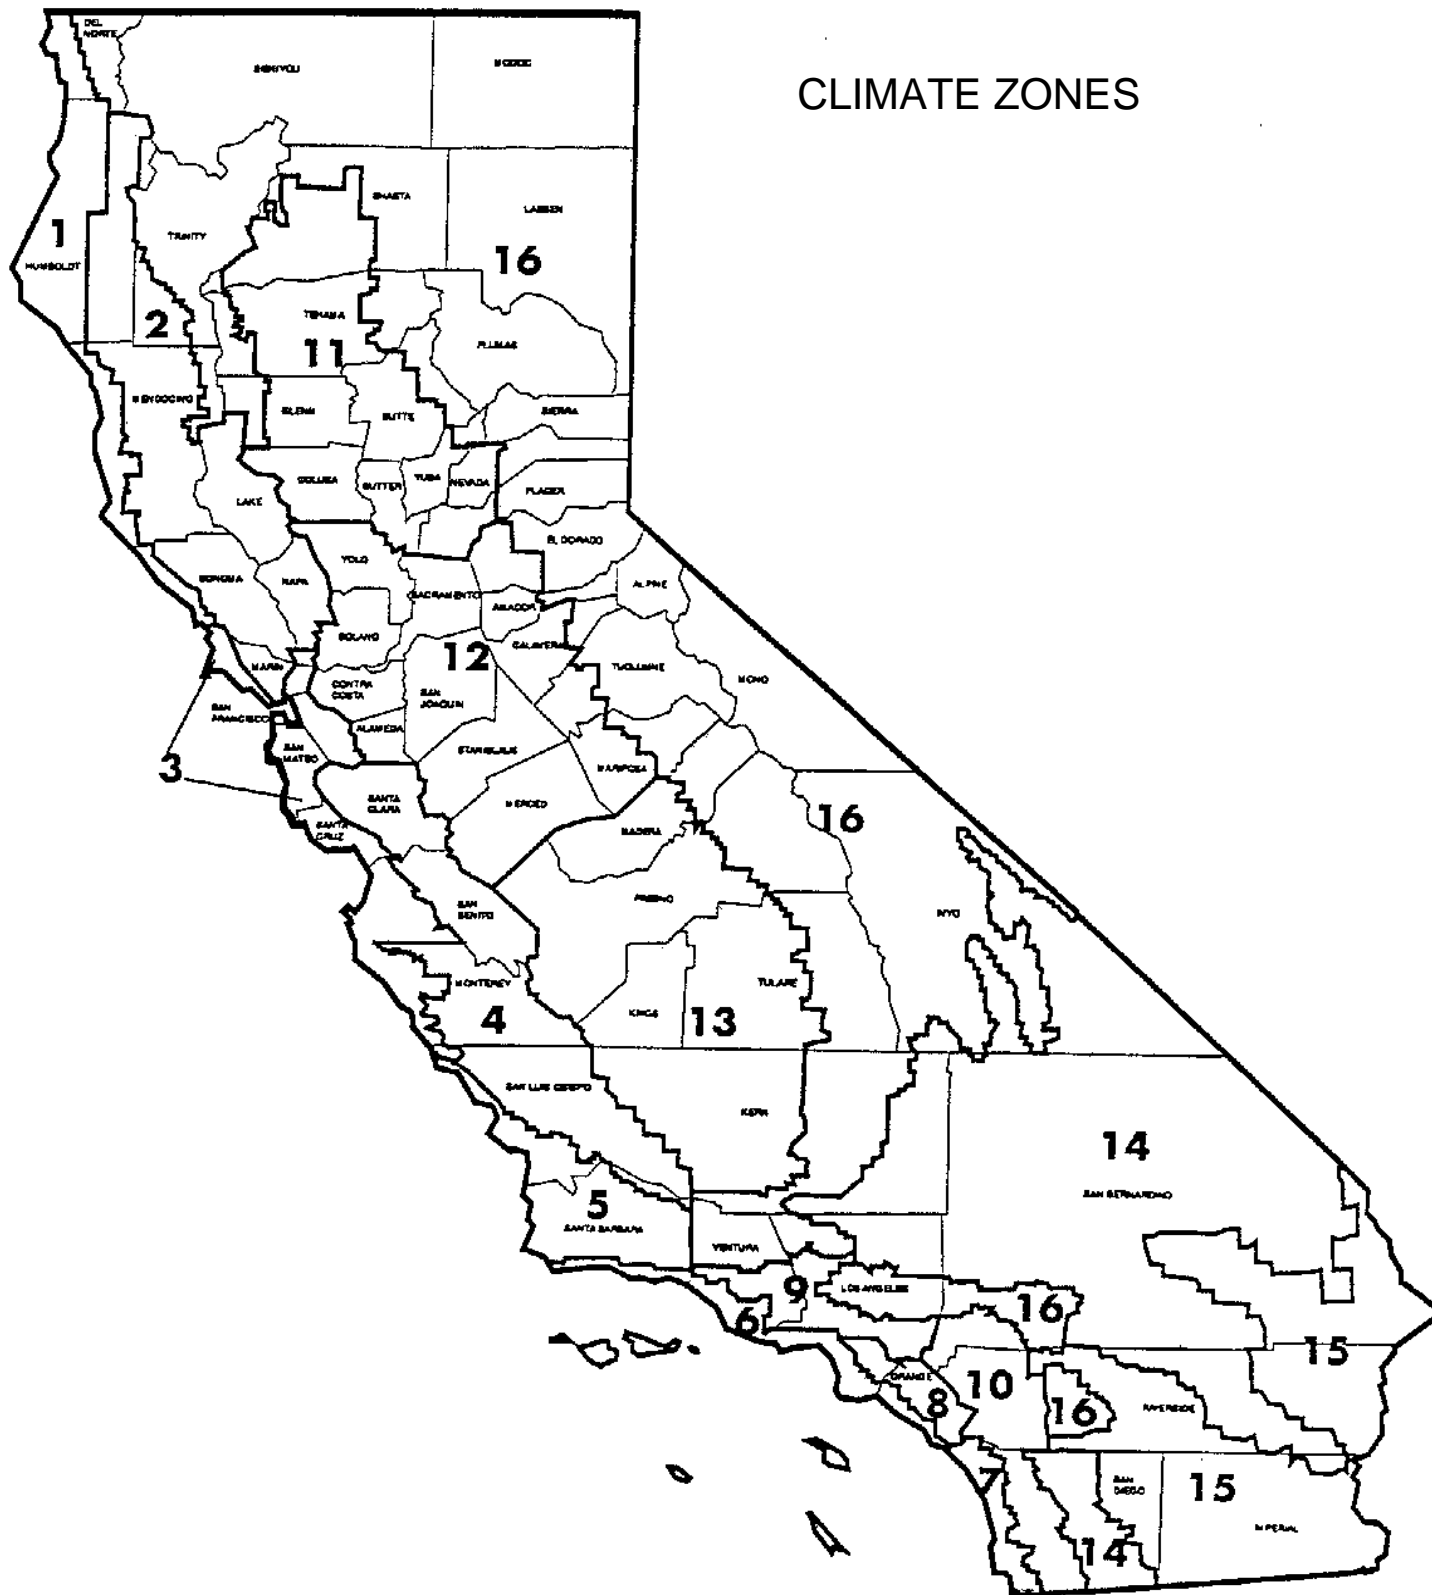 CLIMATE ZONES
DEL
NORTE
SISKIYOU
MODOC
SHASTA
LASSEN
TRINITY
1
HUMBOLDT
16
2
TEHAMA
11
PLUMAS
MENDOCINO
GLENN
BUTTE
SIERRA
COLUSA
SUTTER
YUBA
NEVADA
PLACER
LAKE
EL DORADO
YOLO
SONOMA
NAPA
SACRAMENTO
ALPINE
AMADOR
SOLANO
CALAVERAS
12
MARIN
TUOLUMNE
MONO
CONTRA
COSTA
SAN
JOAQUIN
SAN
FRANCISCO
ALAMEDA
SAN
MATEO
STANISLAUS
3
MARIPOSA
SANTA
CLARA
MERCED
16
SANTA
CRUZ
MADERA
FRESNO
SAN
BENITO
INYO
MONTEREY
TULARE
4
KINGS
13
SAN LUIS OBISPO
KERN
14
SAN BERNARDINO
5
SANTA BARBARA
VENTURA
9
LOS ANGELES
6
16
15
ORANGE
10
8
16
RIVERSIDE
7
SAN
DIEGO
15
14
IMPERIAL